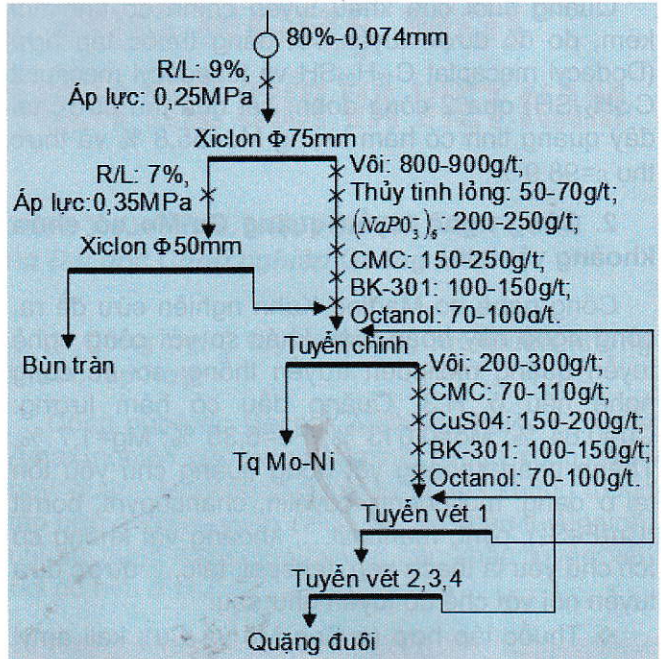 80%-0,074mm
R/L: 9%,
Áp lực: 0,25MPa
Xiclon Φ75mm
R/L: 7%,
Áp lực:0,35MPa
Vôi: 800-900g/t;
Thủy tinh lỏng: 50-70g/t;
(NaP0₃⁻)₆: 200-250g/t;
Xiclon Φ50mm
CMC: 150-250g/t;
BK-301: 100-150g/t;
Octanol: 70-100g/t.
Tuyển chính
Bùn tràn
Vôi: 200-300g/t;
CMC: 70-110g/t;
CuS04: 150-200g/t;
BK-301: 100-150g/t;
Octanol: 70-100g/t.
Tq Mo-Ni
Tuyển vét 1
Tuyển vét 2,3,4
Quặng đuôi